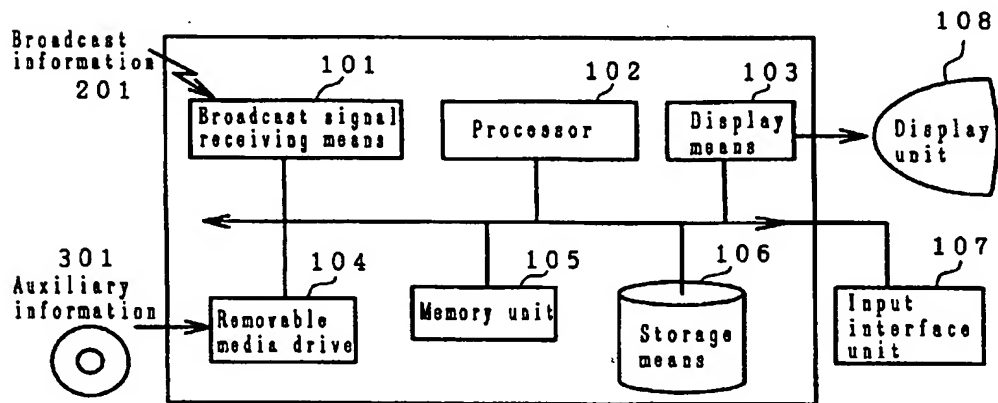 Broadcast
information
201
101
Broadcast signal
receiving means
102
Processor
103
Display
means
108
Display
unit
301
Auxiliary
information
104
Removable
media drive
105
Memory unit
106
Storage
means
107
Input
interface
unit